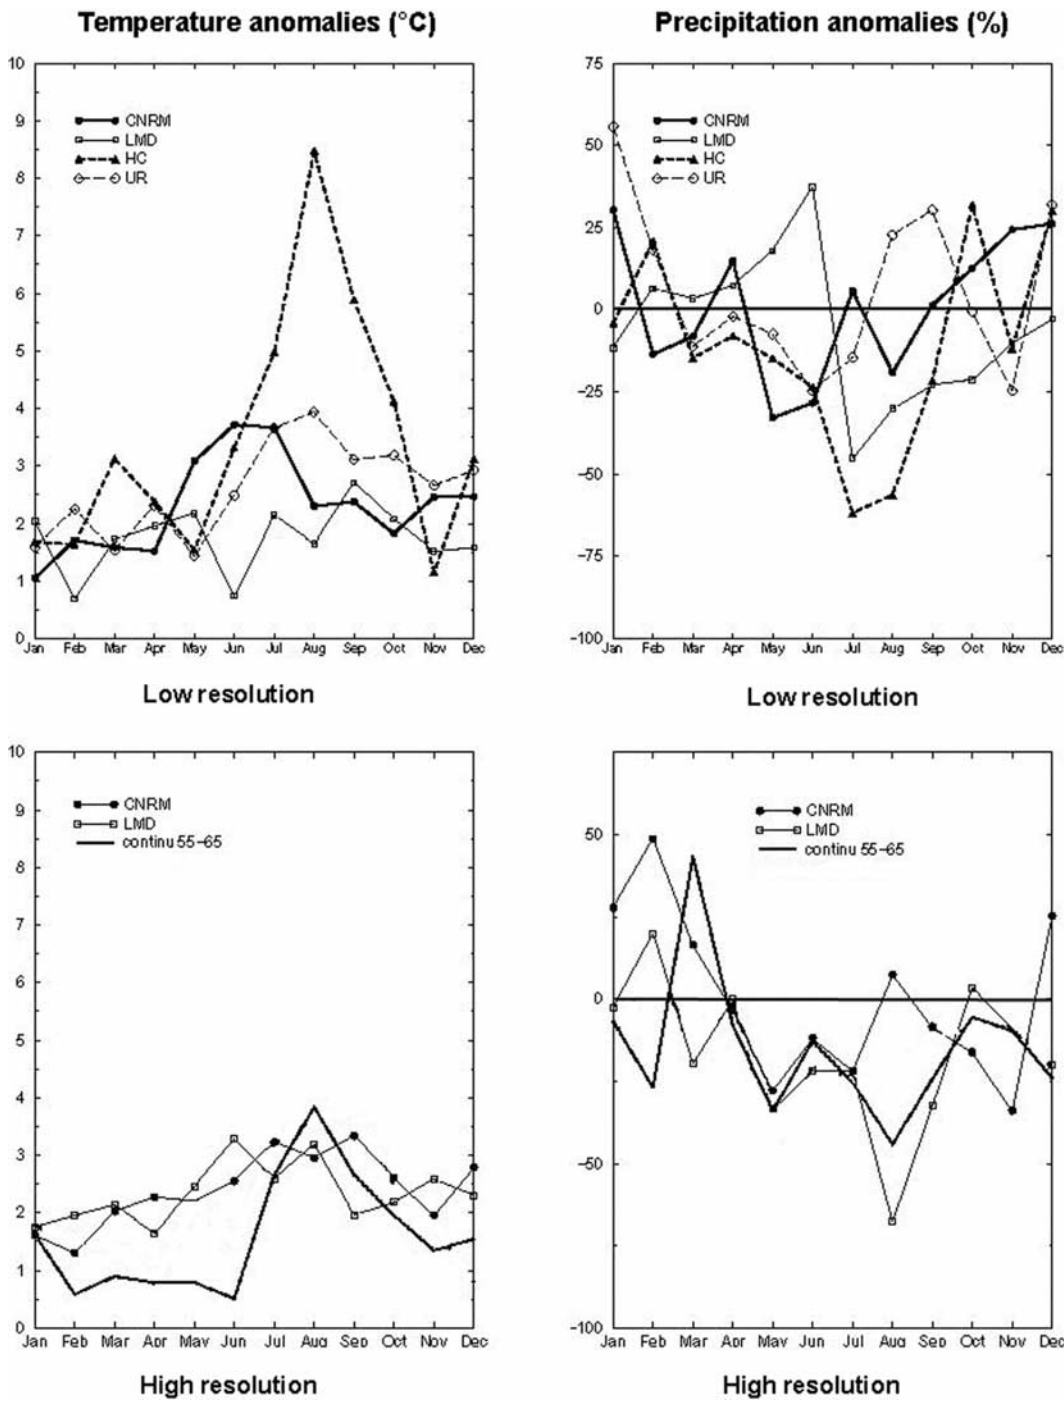 Temperature anomalies (°C)
Precipitation anomalies (%)
10
9
8
7
6
5
4
3
2
1
0
CNRM
LMD
HC
UR
Jan Feb Mar Apr May Jun Jul Aug Sep Oct Nov Dec
Low resolution
75
50
25
0
−25
−50
−75
−100
CNRM
LMD
HC
UR
Jan Feb Mar Apr May Jun Jul Aug Sep Oct Nov Dec
Low resolution
10
9
8
7
6
5
4
3
2
1
0
CNRM
LMD
continu 55−65
Jan Feb Mar Apr May Jun Jul Aug Sep Oct Nov Dec
High resolution
50
0
−50
−100
CNRM
LMD
continu 55−65
Jan Feb Mar Apr May Jun Jul Aug Sep Oct Nov Dec
High resolution